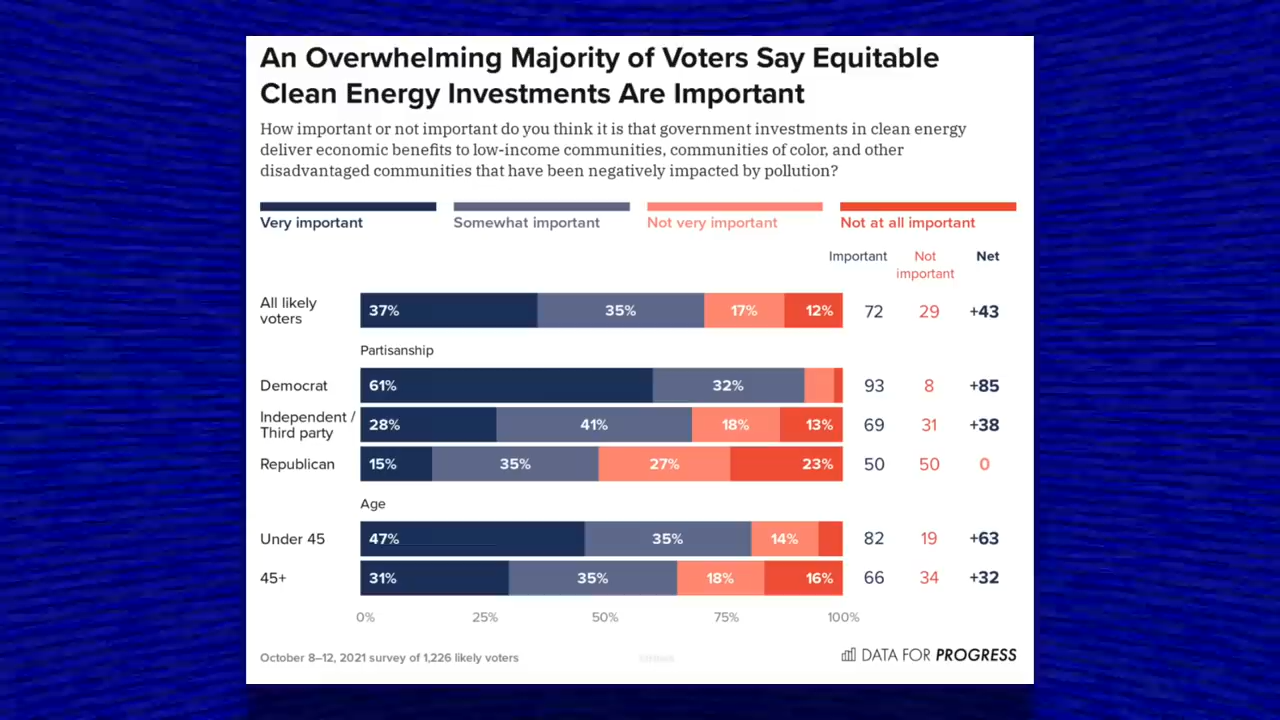 An Overwhelming Majority of Voters Say Equitable
Clean Energy Investments Are Important
How important or not important do you think it is that government investments in clean energy
deliver economic benefits to low-income communities, communities of color, and other
disadvantaged communities that have been negatively impacted by pollution?
Very important Somewhat important Not very important Not at all important
Important Not important Net
All likely voters 37% 35% 17% 12% 72 29 +43
Partisanship
Democrat 61% 32% 93 8 +85
Independent / Third party 28% 41% 18% 13% 69 31 +38
Republican 15% 35% 27% 23% 50 50 0
Age
Under 45 47% 35% 14% 82 19 +63
45+ 31% 35% 18% 16% 66 34 +32
0% 25% 50% 75% 100%
October 8–12, 2021 survey of 1,226 likely voters DATA FOR PROGRESS